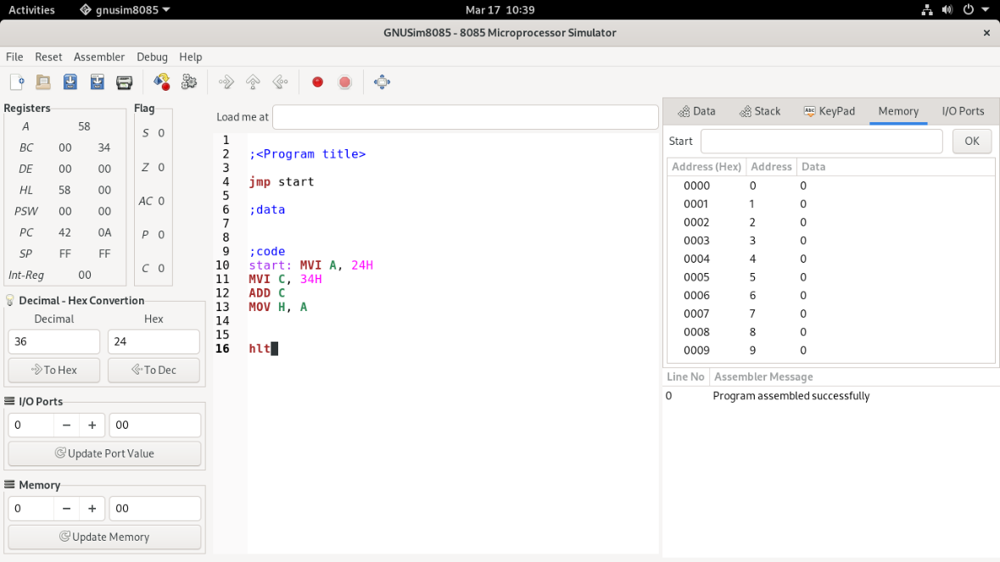 Activities gnusim8085 Mar 17 10:39
GNUSim8085 - 8085 Microprocessor Simulator ×
File Reset Assembler Debug Help
Registers
A 58
BC 00 34
DE 00 00
HL 58 00
PSW 00 00
PC 42 0A
SP FF FF
Int-Reg 00
Flag
S 0
Z 0
AC 0
P 0
C 0
Decimal - Hex Convertion
Decimal Hex
36 24
To Hex To Dec
I/O Ports
0 − + 00
Update Port Value
Memory
0 − + 00
Update Memory
Load me at
1
2 ;<Program title>
3
4 jmp start
5
6 ;data
7
8
9 ;code
10 start: MVI A, 24H
11 MVI C, 34H
12 ADD C
13 MOV H, A
14
15
16 hlt
Data Stack Abc KeyPad Memory I/O Ports
Start OK
Address (Hex) Address Data
0000 0 0
0001 1 0
0002 2 0
0003 3 0
0004 4 0
0005 5 0
0006 6 0
0007 7 0
0008 8 0
0009 9 0
Line No Assembler Message
0 Program assembled successfully